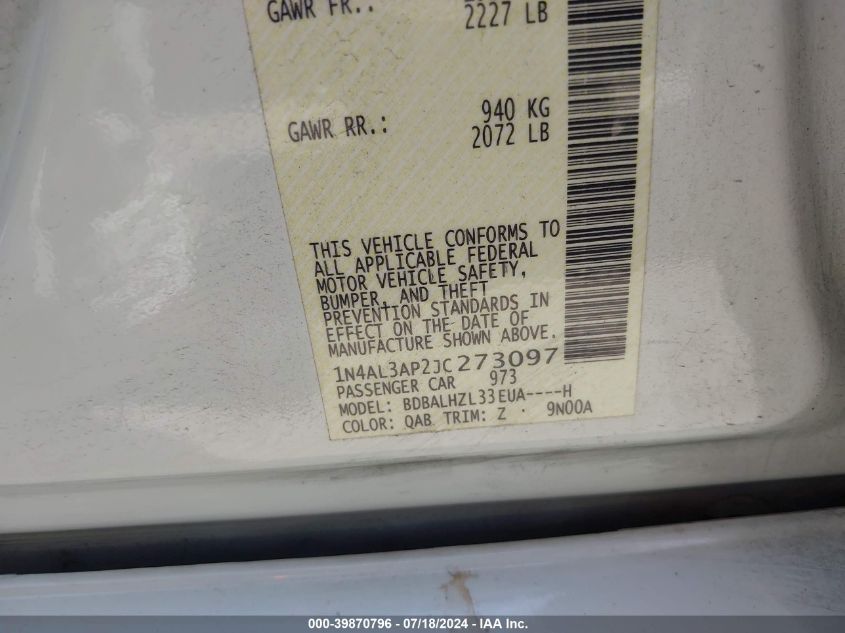 GAWR FR.:
2227 LB
GAWR RR.: 940 KG
2072 LB
THIS VEHICLE CONFORMS TO
ALL APPLICABLE FEDERAL
MOTOR VEHICLE SAFETY,
BUMPER, AND THEFT
PREVENTION STANDARDS IN
EFFECT ON THE DATE OF
MANUFACTURE SHOWN ABOVE.
1N4AL3AP2JC273097
PASSENGER CAR 973
MODEL: BDBALHZL33EUA----H
COLOR: QAB TRIM: Z · 9N00A
000-39870796 - 07/18/2024 - IAA Inc.